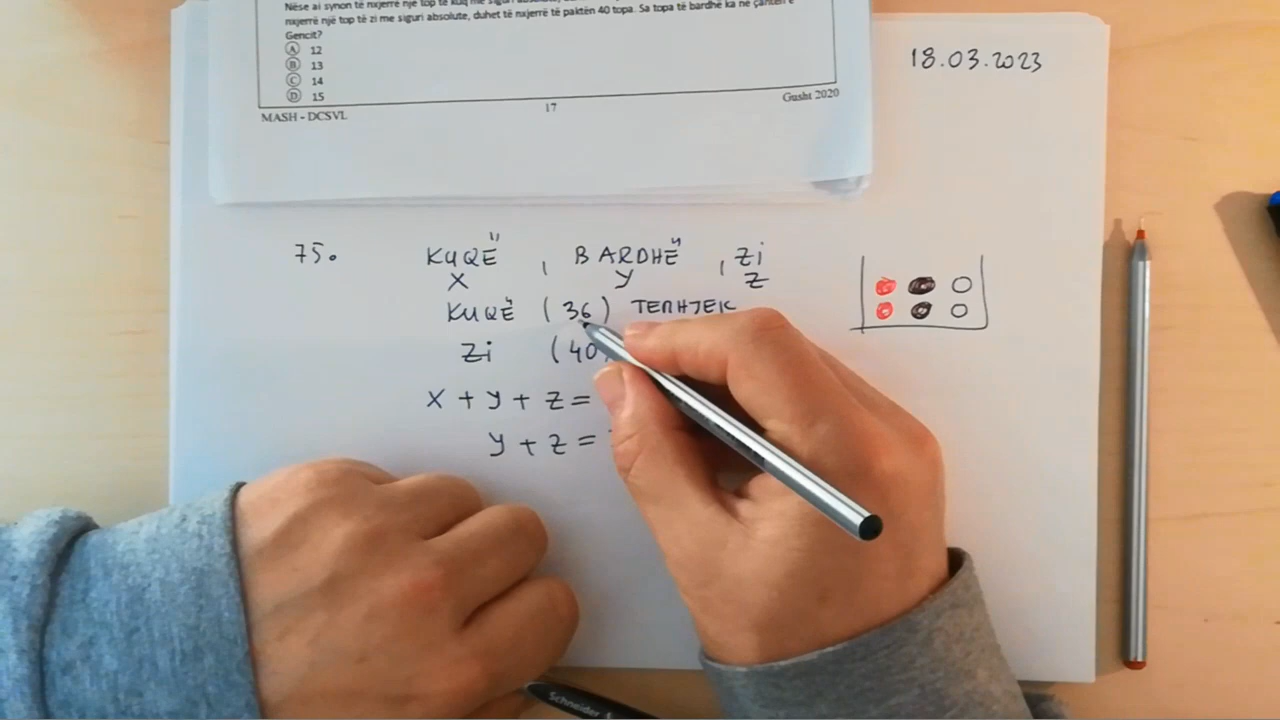 Nëse ai synon të nxjerrë një top të kuq me siguri absolute,
nxjerrë një top të zi me siguri absolute, duhet të nxjerrë të paktën 40 topa. Sa topa të bardhë ka në çantën e
Gencit?
A 12
B 13
C 14
D 15
MASH - DCSVL 17 Gusht 2020
18.03.2023
75. KUQË , BARDHË , Zi
X Y Z
KUQË (36) TENTJEK
Zi (40
X + Y + Z =
Y + Z =
Schneider